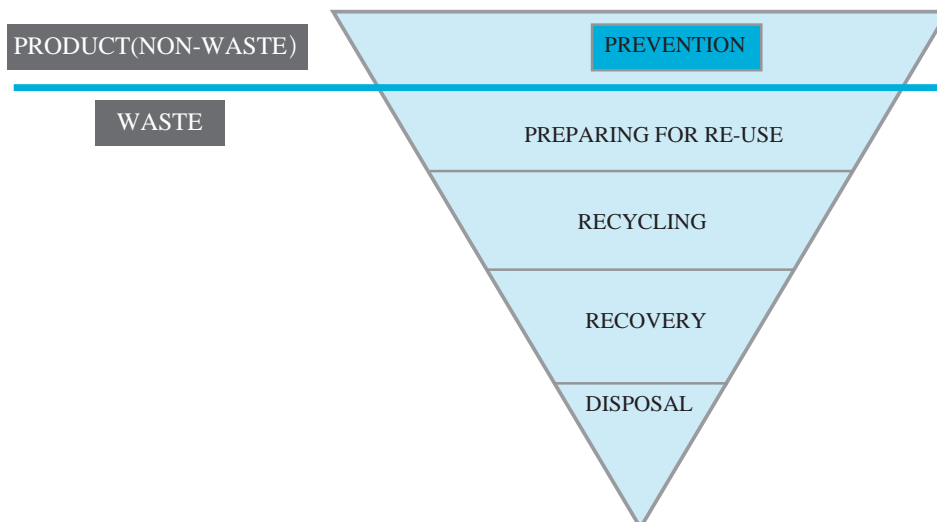 PRODUCT(NON-WASTE)
PREVENTION
WASTE
PREPARING FOR RE-USE
RECYCLING
RECOVERY
DISPOSAL